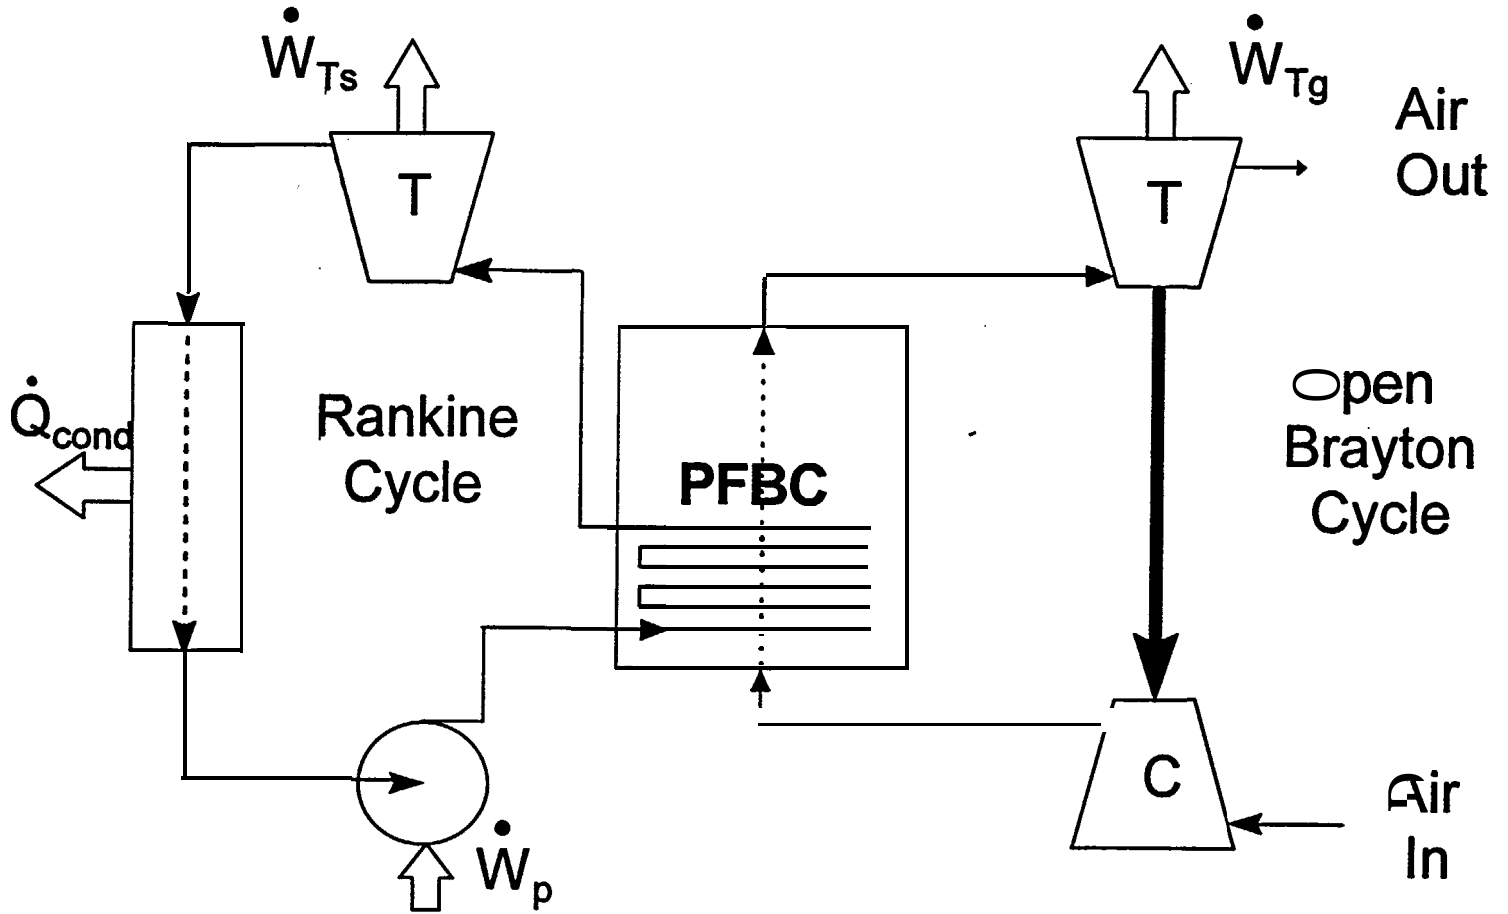 Ẇ_Ts
Ẇ_Tg
Air
Out
T
T
Q̇_cond
Rankine
Cycle
PFBC
Open
Brayton
Cycle
C
Air
In
Ẇ_p